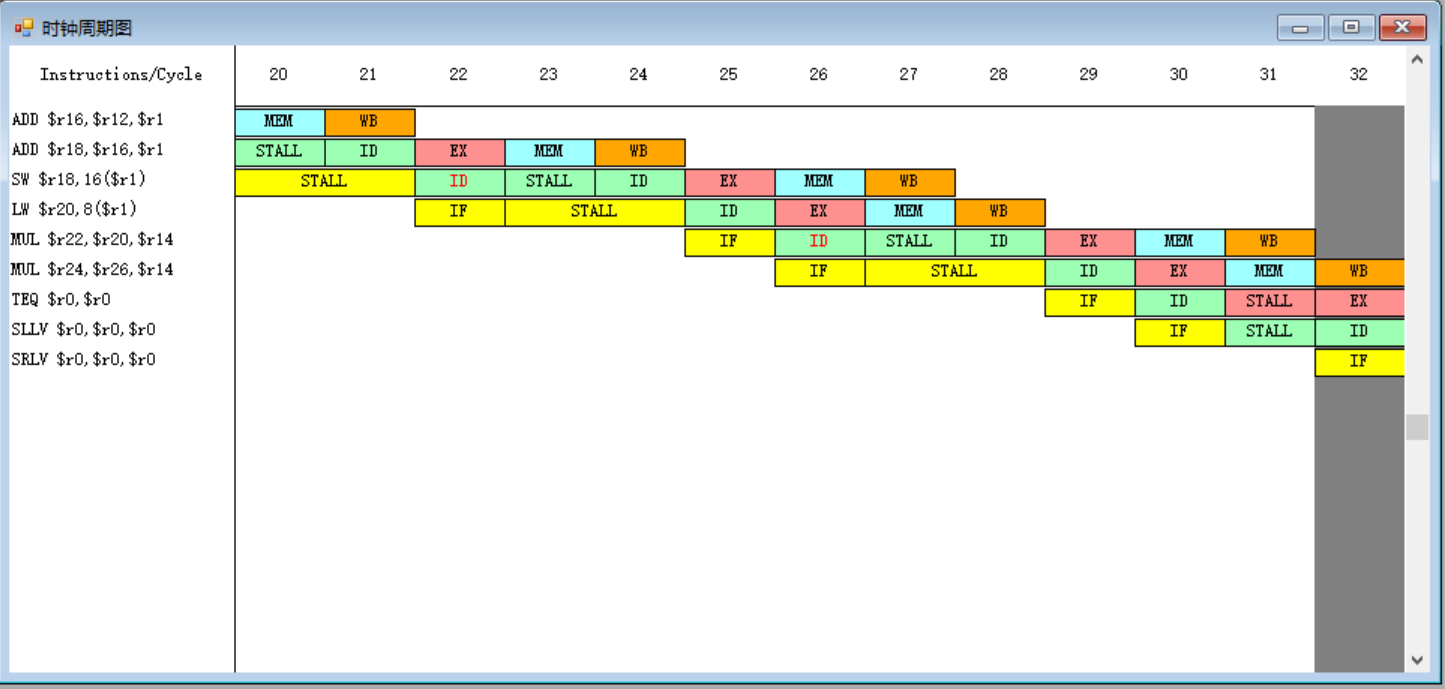 时钟周期图
Instructions/Cycle 20 21 22 23 24 25 26 27 28 29 30 31 32
ADD $r16,$r12,$r1 MEM WB
ADD $r18,$r16,$r1 STALL ID EX MEM WB
SW $r18,16($r1) STALL ID STALL ID EX MEM WB
LW $r20,8($r1) IF STALL ID EX MEM WB
MUL $r22,$r20,$r14 IF ID STALL ID EX MEM WB
MUL $r24,$r26,$r14 IF STALL ID EX MEM WB
TEQ $r0,$r0 IF ID STALL EX
SLLV $r0,$r0,$r0 IF STALL ID
SRLV $r0,$r0,$r0 IF